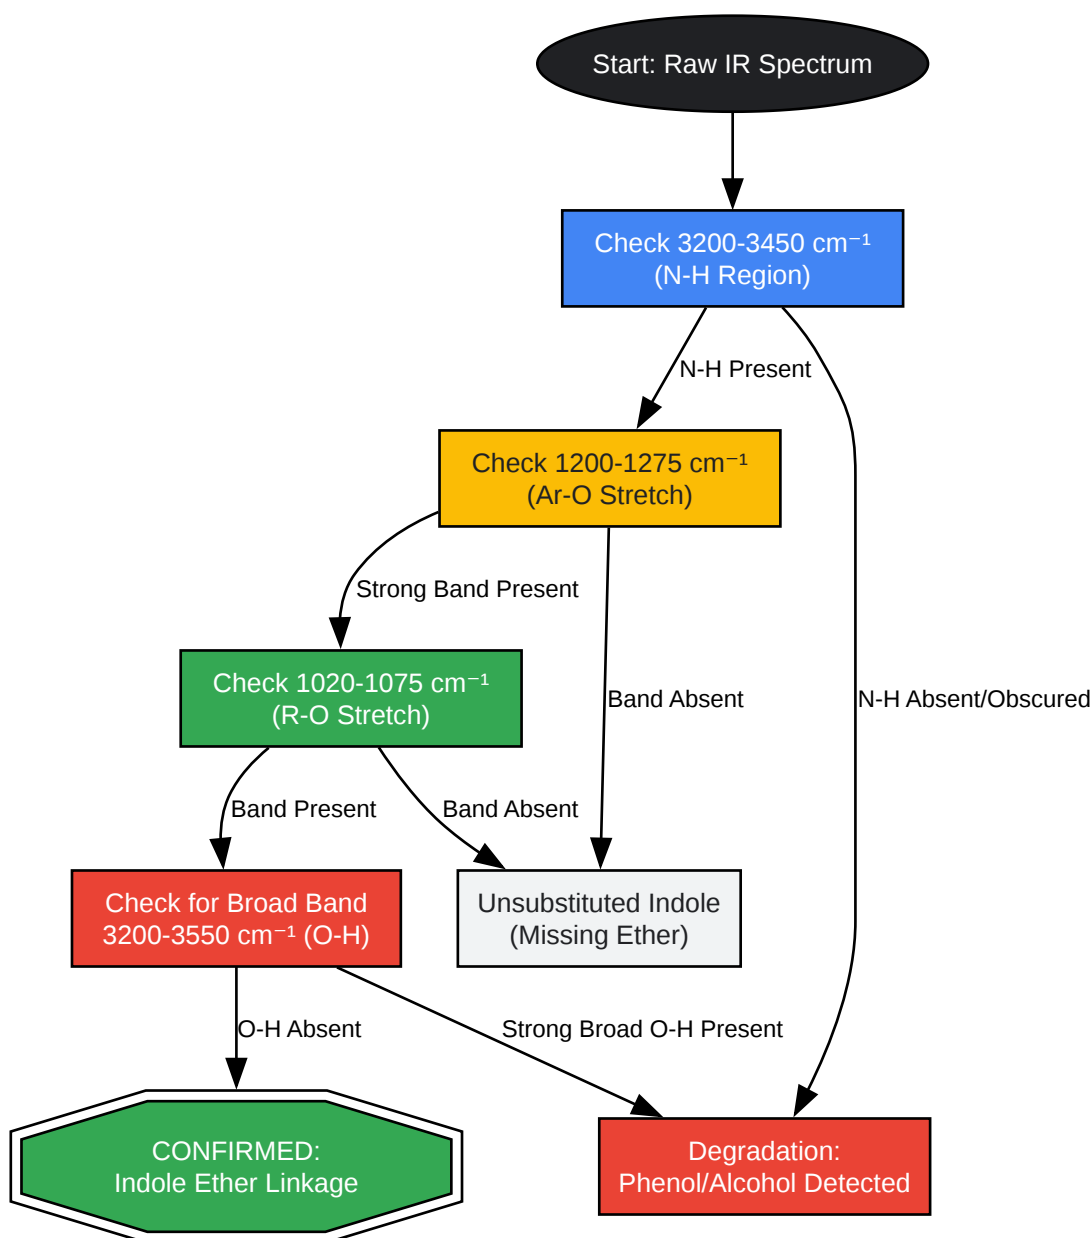 Start: Raw IR Spectrum
Check 3200-3450 cm⁻¹
(N-H Region)
N-H Present
Check 1200-1275 cm⁻¹
(Ar-O Stretch)
Strong Band Present
Check 1020-1075 cm⁻¹
(R-O Stretch)
Band Absent
N-H Absent/Obscured
Band Present
Band Absent
Check for Broad Band
3200-3550 cm⁻¹ (O-H)
Unsubstituted Indole
(Missing Ether)
O-H Absent
Strong Broad O-H Present
CONFIRMED:
Indole Ether Linkage
Degradation:
Phenol/Alcohol Detected